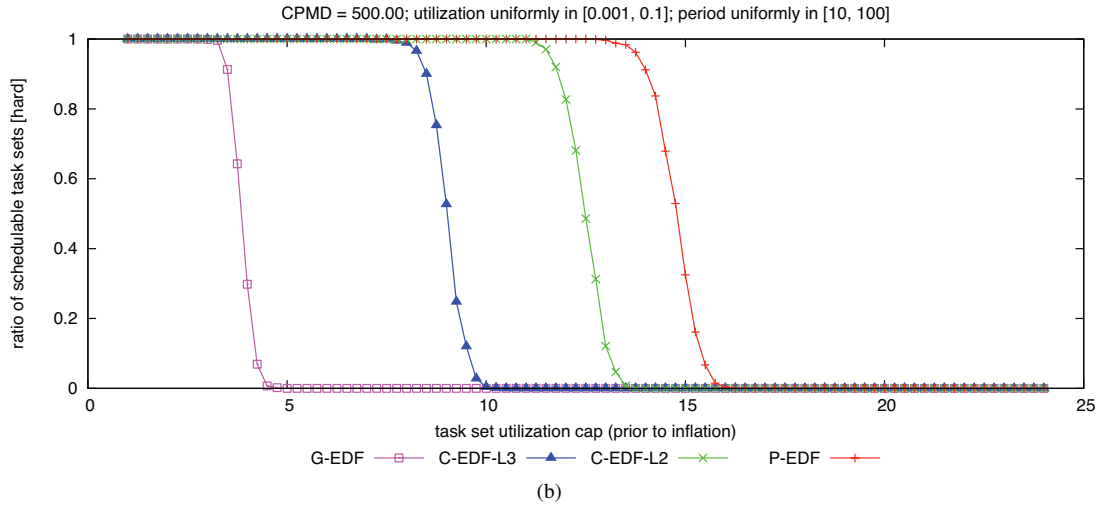 CPMD = 500.00; utilization uniformly in [0.001, 0.1]; period uniformly in [10, 100]
1
0.8
0.6
0.4
0.2
0
ratio of schedulable task sets [hard]
0 5 10 15 20 25
task set utilization cap (prior to inflation)
G-EDF C-EDF-L3 C-EDF-L2 P-EDF
(b)